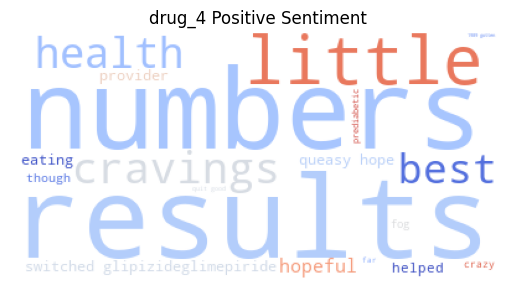 drug_4 Positive Sentiment
health little
provider
numbers
prediabetic
eating cravings queasy hope best
though
results
fog
switched glipizideglimepiride hopeful far helped crazy